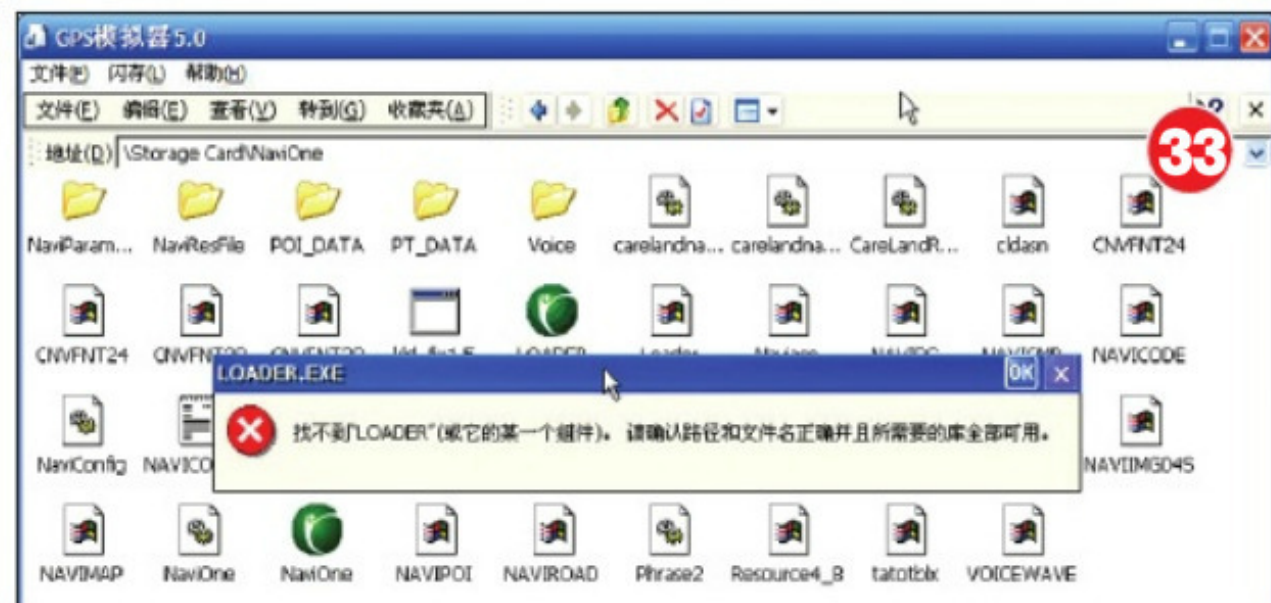 GPS模拟器5.0
文件(F) 闪存(L) 帮助(H)
文件(E) 编辑(E) 查看(V) 转到(G) 收藏夹(A)
33
地址(D) \Storage Card\NaviOne
NaviParam... NaviResFile POI_DATA PT_DATA Voice carelandna... carelandna... CareLandR... cldasn CNVFNT24
CNVFNT24 LOADER Loader NAVICODE
LOADER.EXE OK
找不到"LOADER"(或它的某一个组件)。请确认路径和文件名正确并且所需要的库全部可用。
NaviConfig NAVIIMG04S
NAVIMAP NaviOne NaviOne NAVIPOI NAVIROAD Phrase2 Resource4_8 VOICEWAVE